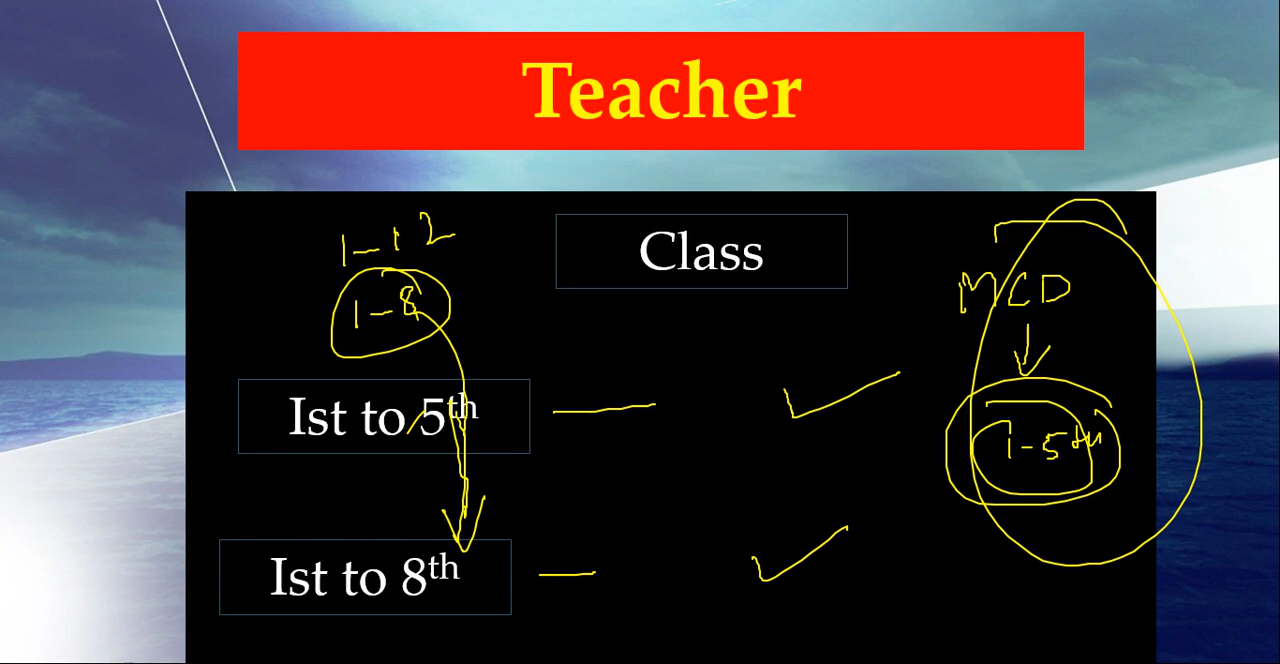 Teacher
1-12
Class
1-8
MCD
Ist to 5th
1-5th
Ist to 8th